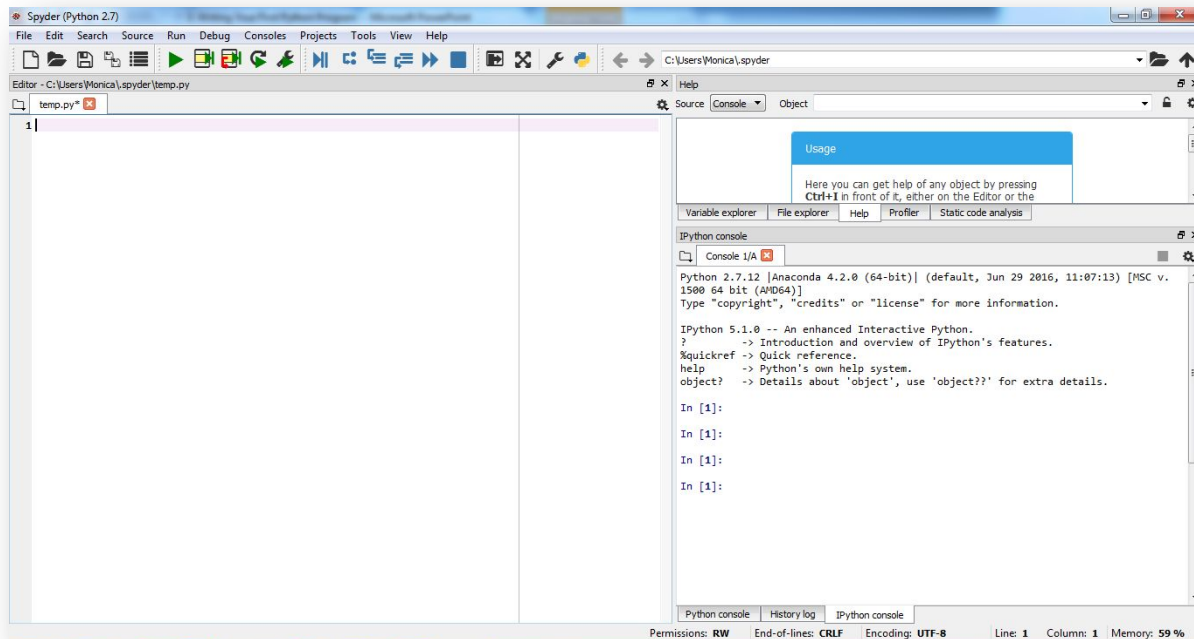 Spyder (Python 2.7)
File Edit Search Source Run Debug Consoles Projects Tools View Help
C:\Users\Monica\.spyder
Editor - C:\Users\Monica\.spyder\temp.py
temp.py*
1
Help
Source Console Object
Usage
Here you can get help of any object by pressing
Ctrl+I in front of it, either on the Editor or the
Variable explorer File explorer Help Profiler Static code analysis
IPython console
Console 1/A
Python 2.7.12 |Anaconda 4.2.0 (64-bit)| (default, Jun 29 2016, 11:07:13) [MSC v.
1500 64 bit (AMD64)]
Type "copyright", "credits" or "license" for more information.
IPython 5.1.0 -- An enhanced Interactive Python.
? -> Introduction and overview of IPython's features.
%quickref -> Quick reference.
help -> Python's own help system.
object? -> Details about 'object', use 'object??' for extra details.
In [1]:
In [1]:
In [1]:
In [1]:
Python console History log IPython console
Permissions: RW End-of-lines: CRLF Encoding: UTF-8 Line: 1 Column: 1 Memory: 59 %